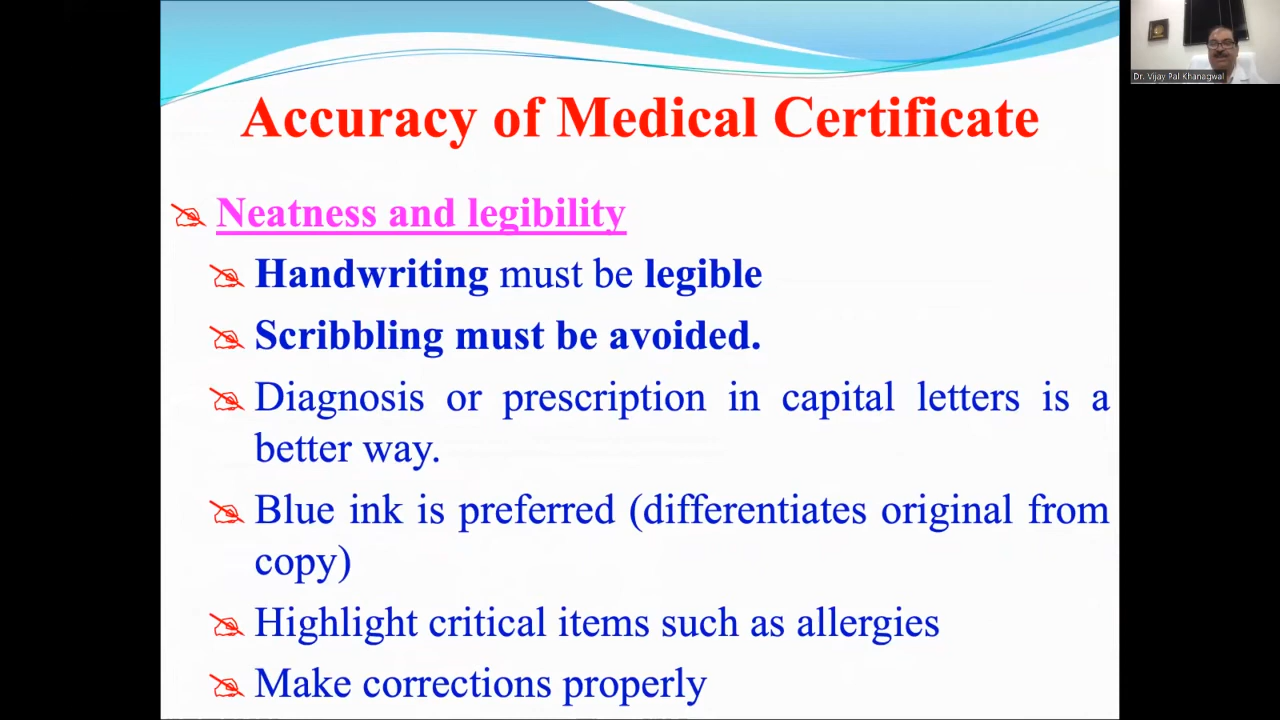 Accuracy of Medical Certificate
Neatness and legibility
Handwriting must be legible
Scribbling must be avoided.
Diagnosis or prescription in capital letters is a
better way.
Blue ink is preferred (differentiates original from
copy)
Highlight critical items such as allergies
Make corrections properly
Dr. Vijay Pal Khanagwal